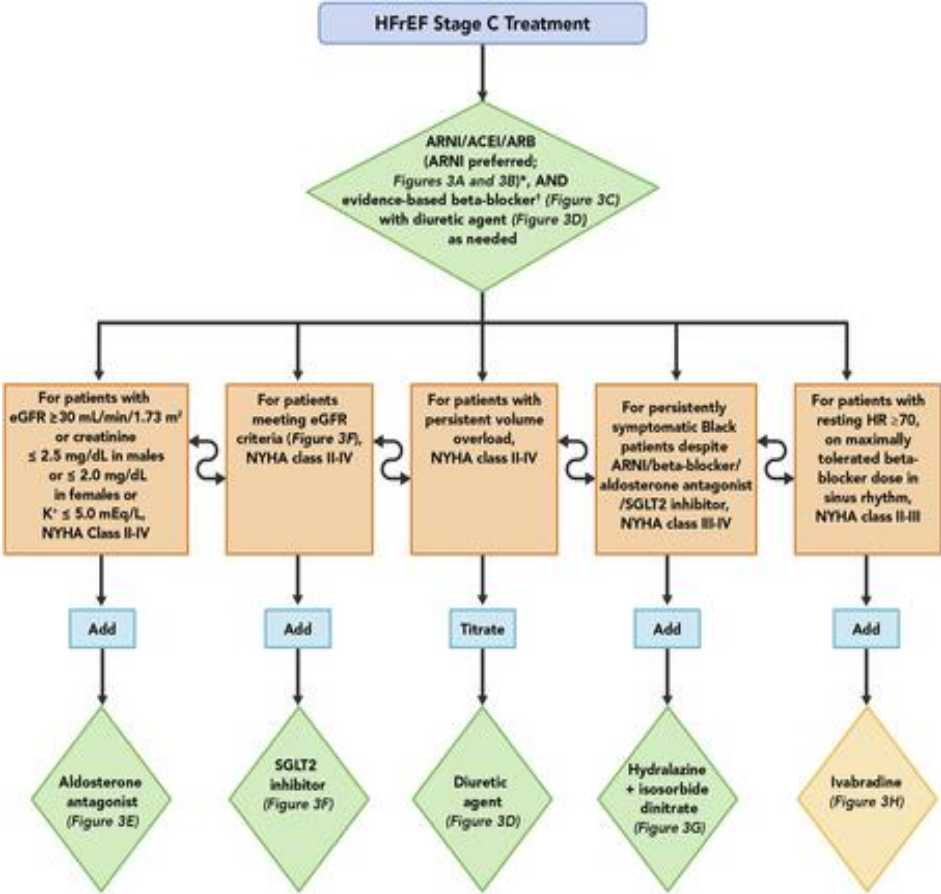 HFrEF Stage C Treatment
ARNI/ACEI/ARB
(ARNI preferred;
Figures 3A and 3B)*, AND
evidence-based beta-blocker† (Figure 3C)
with diuretic agent (Figure 3D)
as needed
For patients with
eGFR ≥30 mL/min/1.73 m²
or creatinine
≤ 2.5 mg/dL in males
or ≤ 2.0 mg/dL
in females or
K⁺ ≤ 5.0 mEq/L,
NYHA Class II-IV
For patients
meeting eGFR
criteria (Figure 3F),
NYHA class II-IV
For patients with
persistent volume
overload,
NYHA class II-IV
For persistently
symptomatic Black
patients despite
ARNI/beta-blocker/
aldosterone antagonist
/SGLT2 inhibitor,
NYHA class III-IV
For patients with
resting HR ≥70,
on maximally
tolerated beta-
blocker dose in
sinus rhythm,
NYHA class II-III
Add
Add
Titrate
Add
Add
Aldosterone
antagonist
(Figure 3E)
SGLT2
inhibitor
(Figure 3F)
Diuretic
agent
(Figure 3D)
Hydralazine
+ isosorbide
dinitrate
(Figure 3G)
Ivabradine
(Figure 3H)